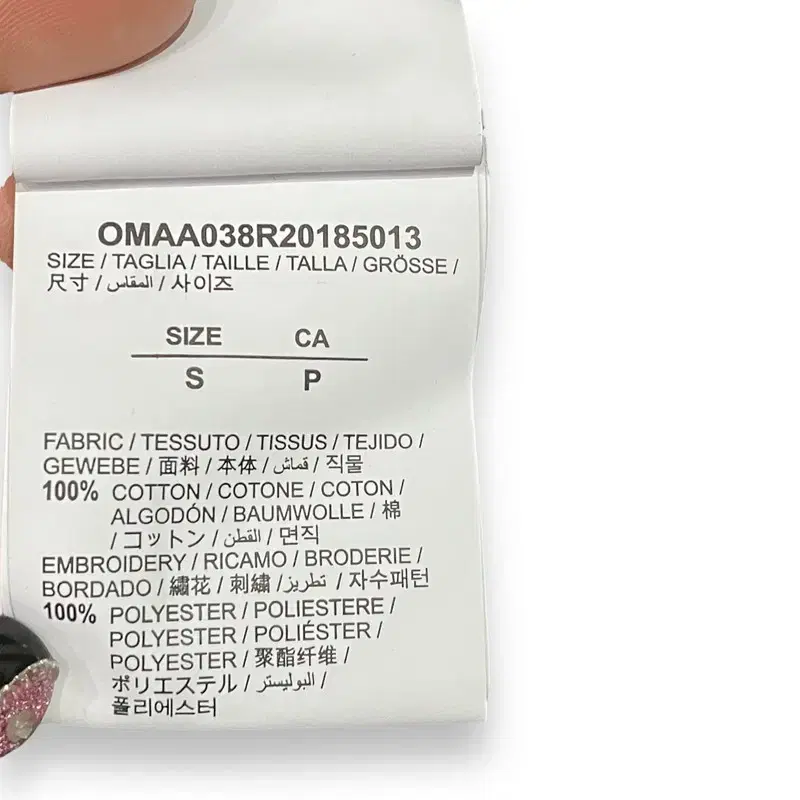 OMAA038R20185013
SIZE / TAGLIA / TAILLE / TALLA / GRÖSSE /
尺寸 / المقاس / 사이즈
SIZE CA
S P
FABRIC / TESSUTO / TISSUS / TEJIDO /
GEWEBE / 面料 / 本体 / قماش / 직물
100% COTTON / COTONE / COTON /
ALGODÓN / BAUMWOLLE / 棉
/ コットン / القطن / 면직
EMBROIDERY / RICAMO / BRODERIE /
BORDADO / 繡花 / 刺繍 / تطريز / 자수패턴
100% POLYESTER / POLIESTERE /
POLYESTER / POLIÉSTER /
POLYESTER / 聚酯纤维 /
ポリエステル / البوليستر /
폴리에스터